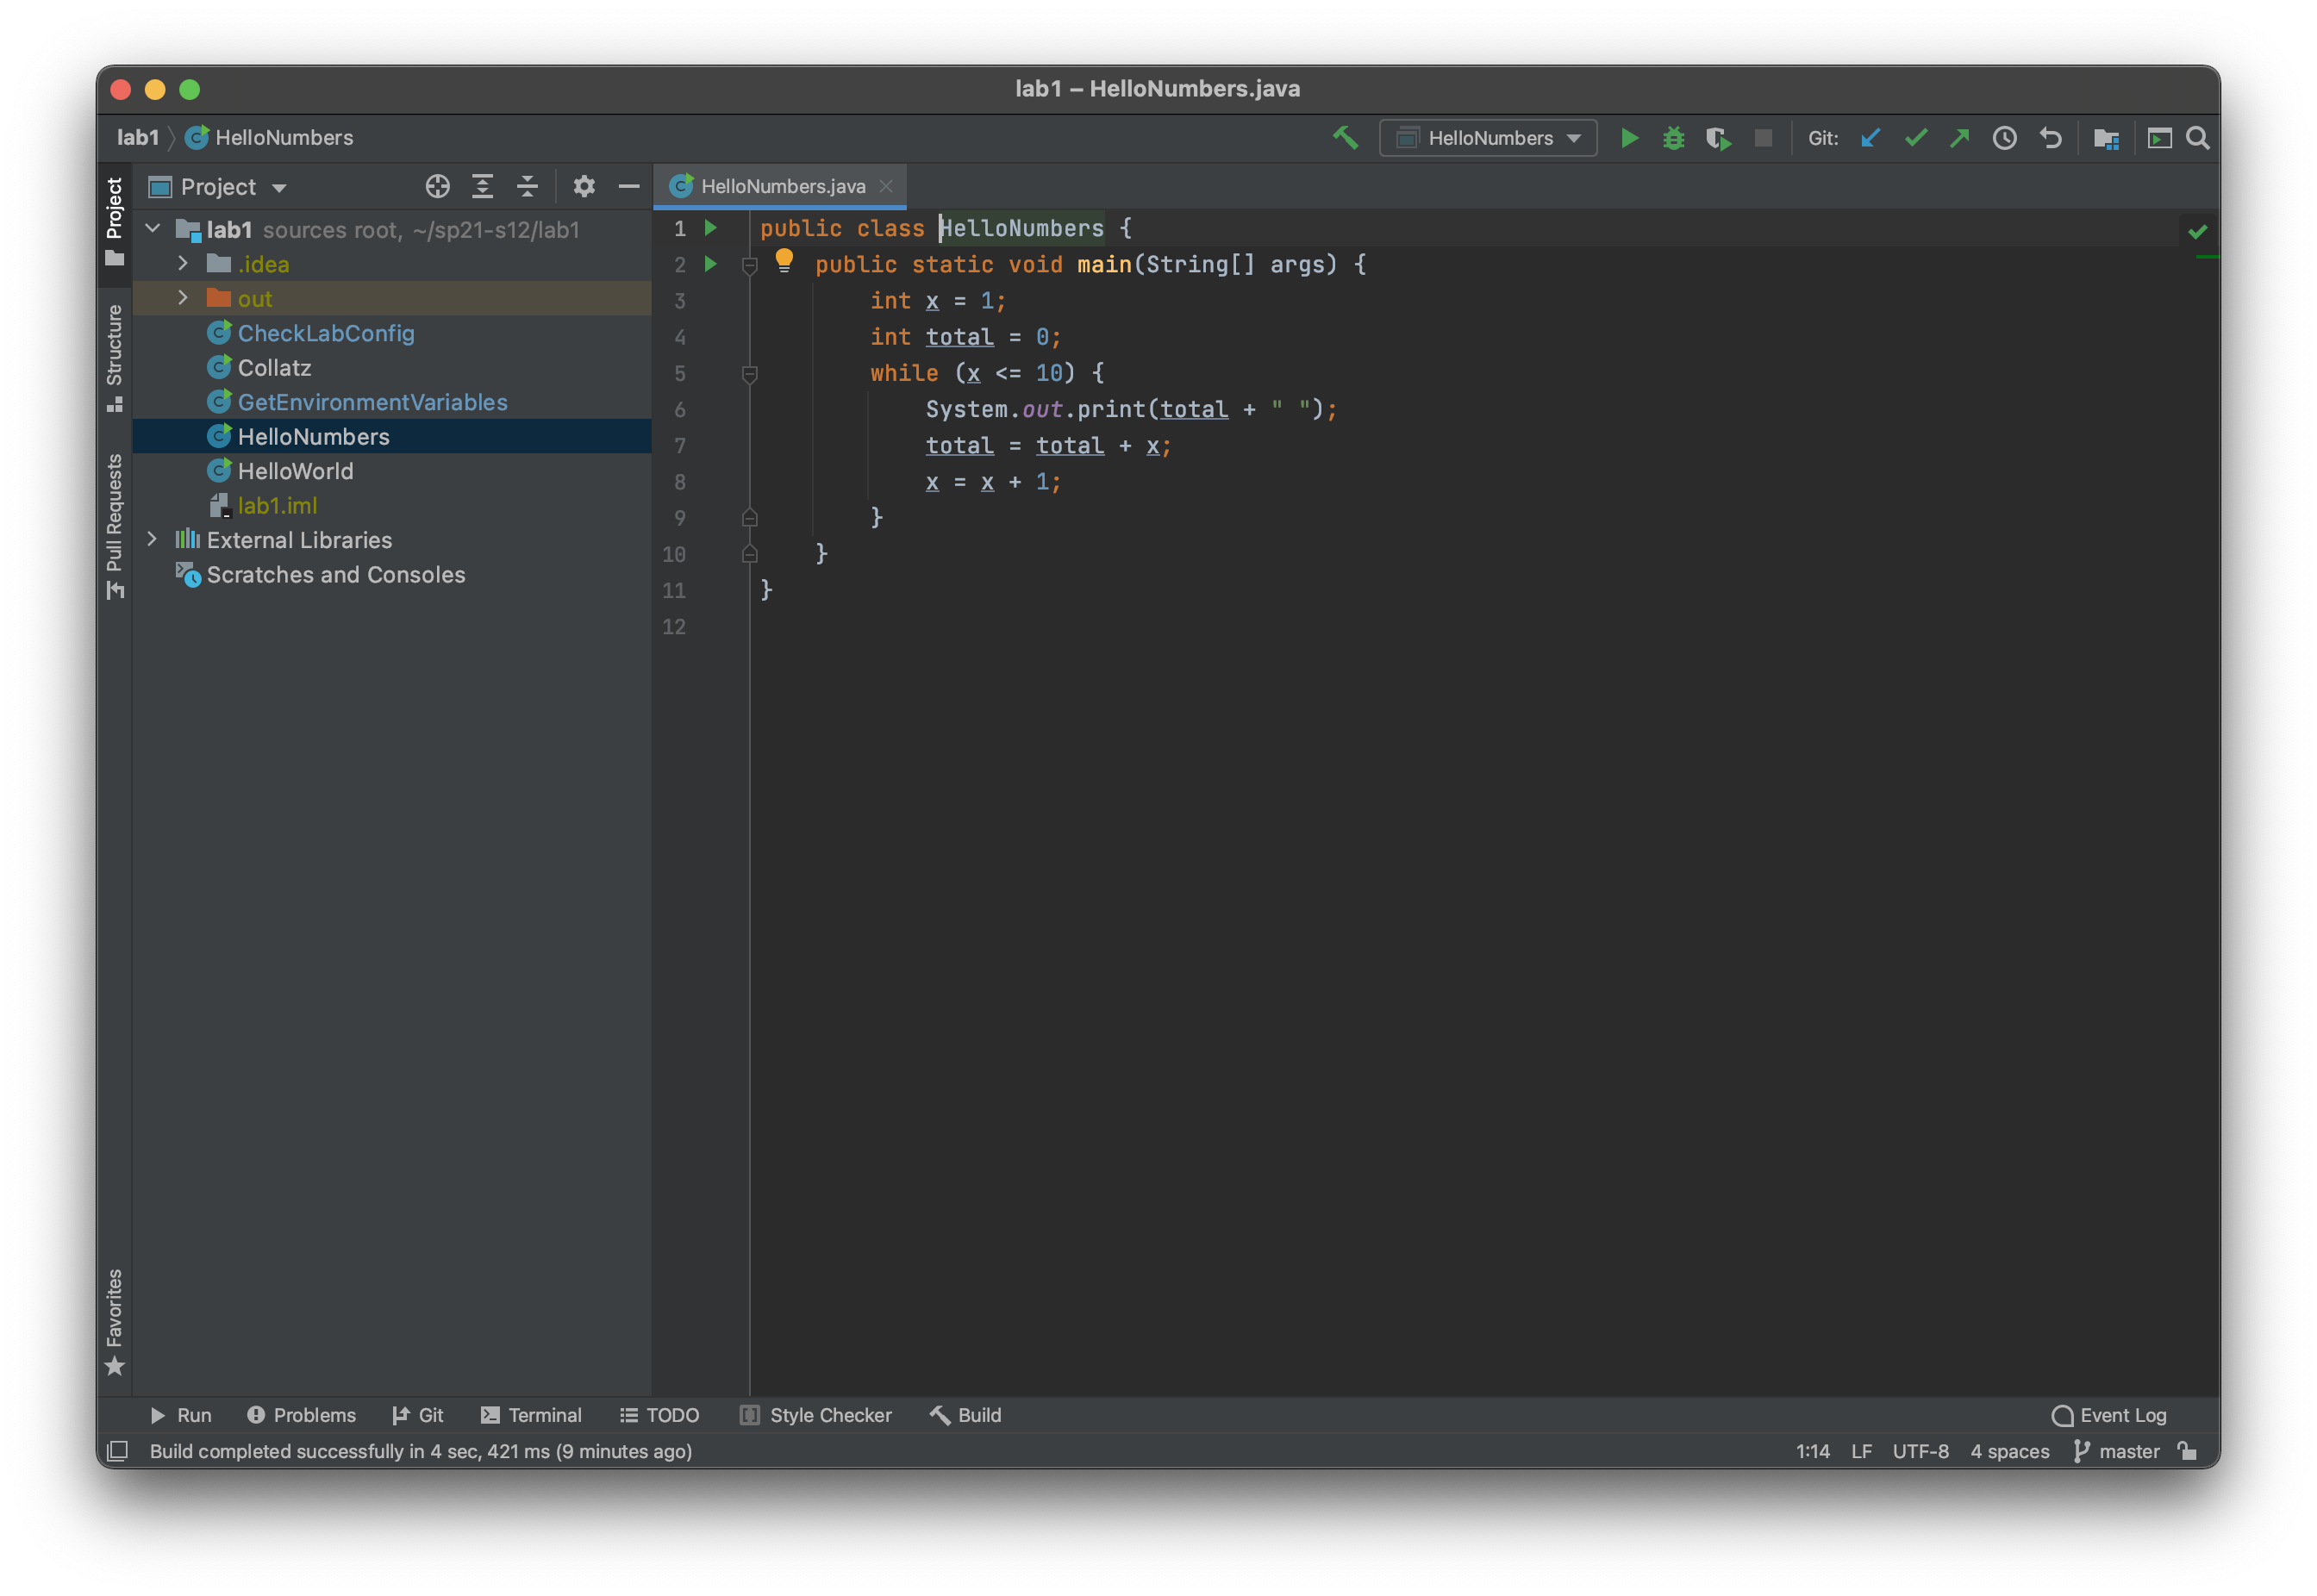 lab1 – HelloNumbers.java
lab1 HelloNumbers
HelloNumbers
Git:
Project
Structure
Pull Requests
Favorites
Project
lab1 sources root, ~/sp21-s12/lab1
.idea
out
CheckLabConfig
Collatz
GetEnvironmentVariables
HelloNumbers
HelloWorld
lab1.iml
External Libraries
Scratches and Consoles
HelloNumbers.java
1 public class HelloNumbers {
2 public static void main(String[] args) {
3 int x = 1;
4 int total = 0;
5 while (x <= 10) {
6 System.out.print(total + " ");
7 total = total + x;
8 x = x + 1;
9 }
10 }
11 }
12
Run Problems Git Terminal TODO Style Checker Build Event Log
Build completed successfully in 4 sec, 421 ms (9 minutes ago) 1:14 LF UTF-8 4 spaces master